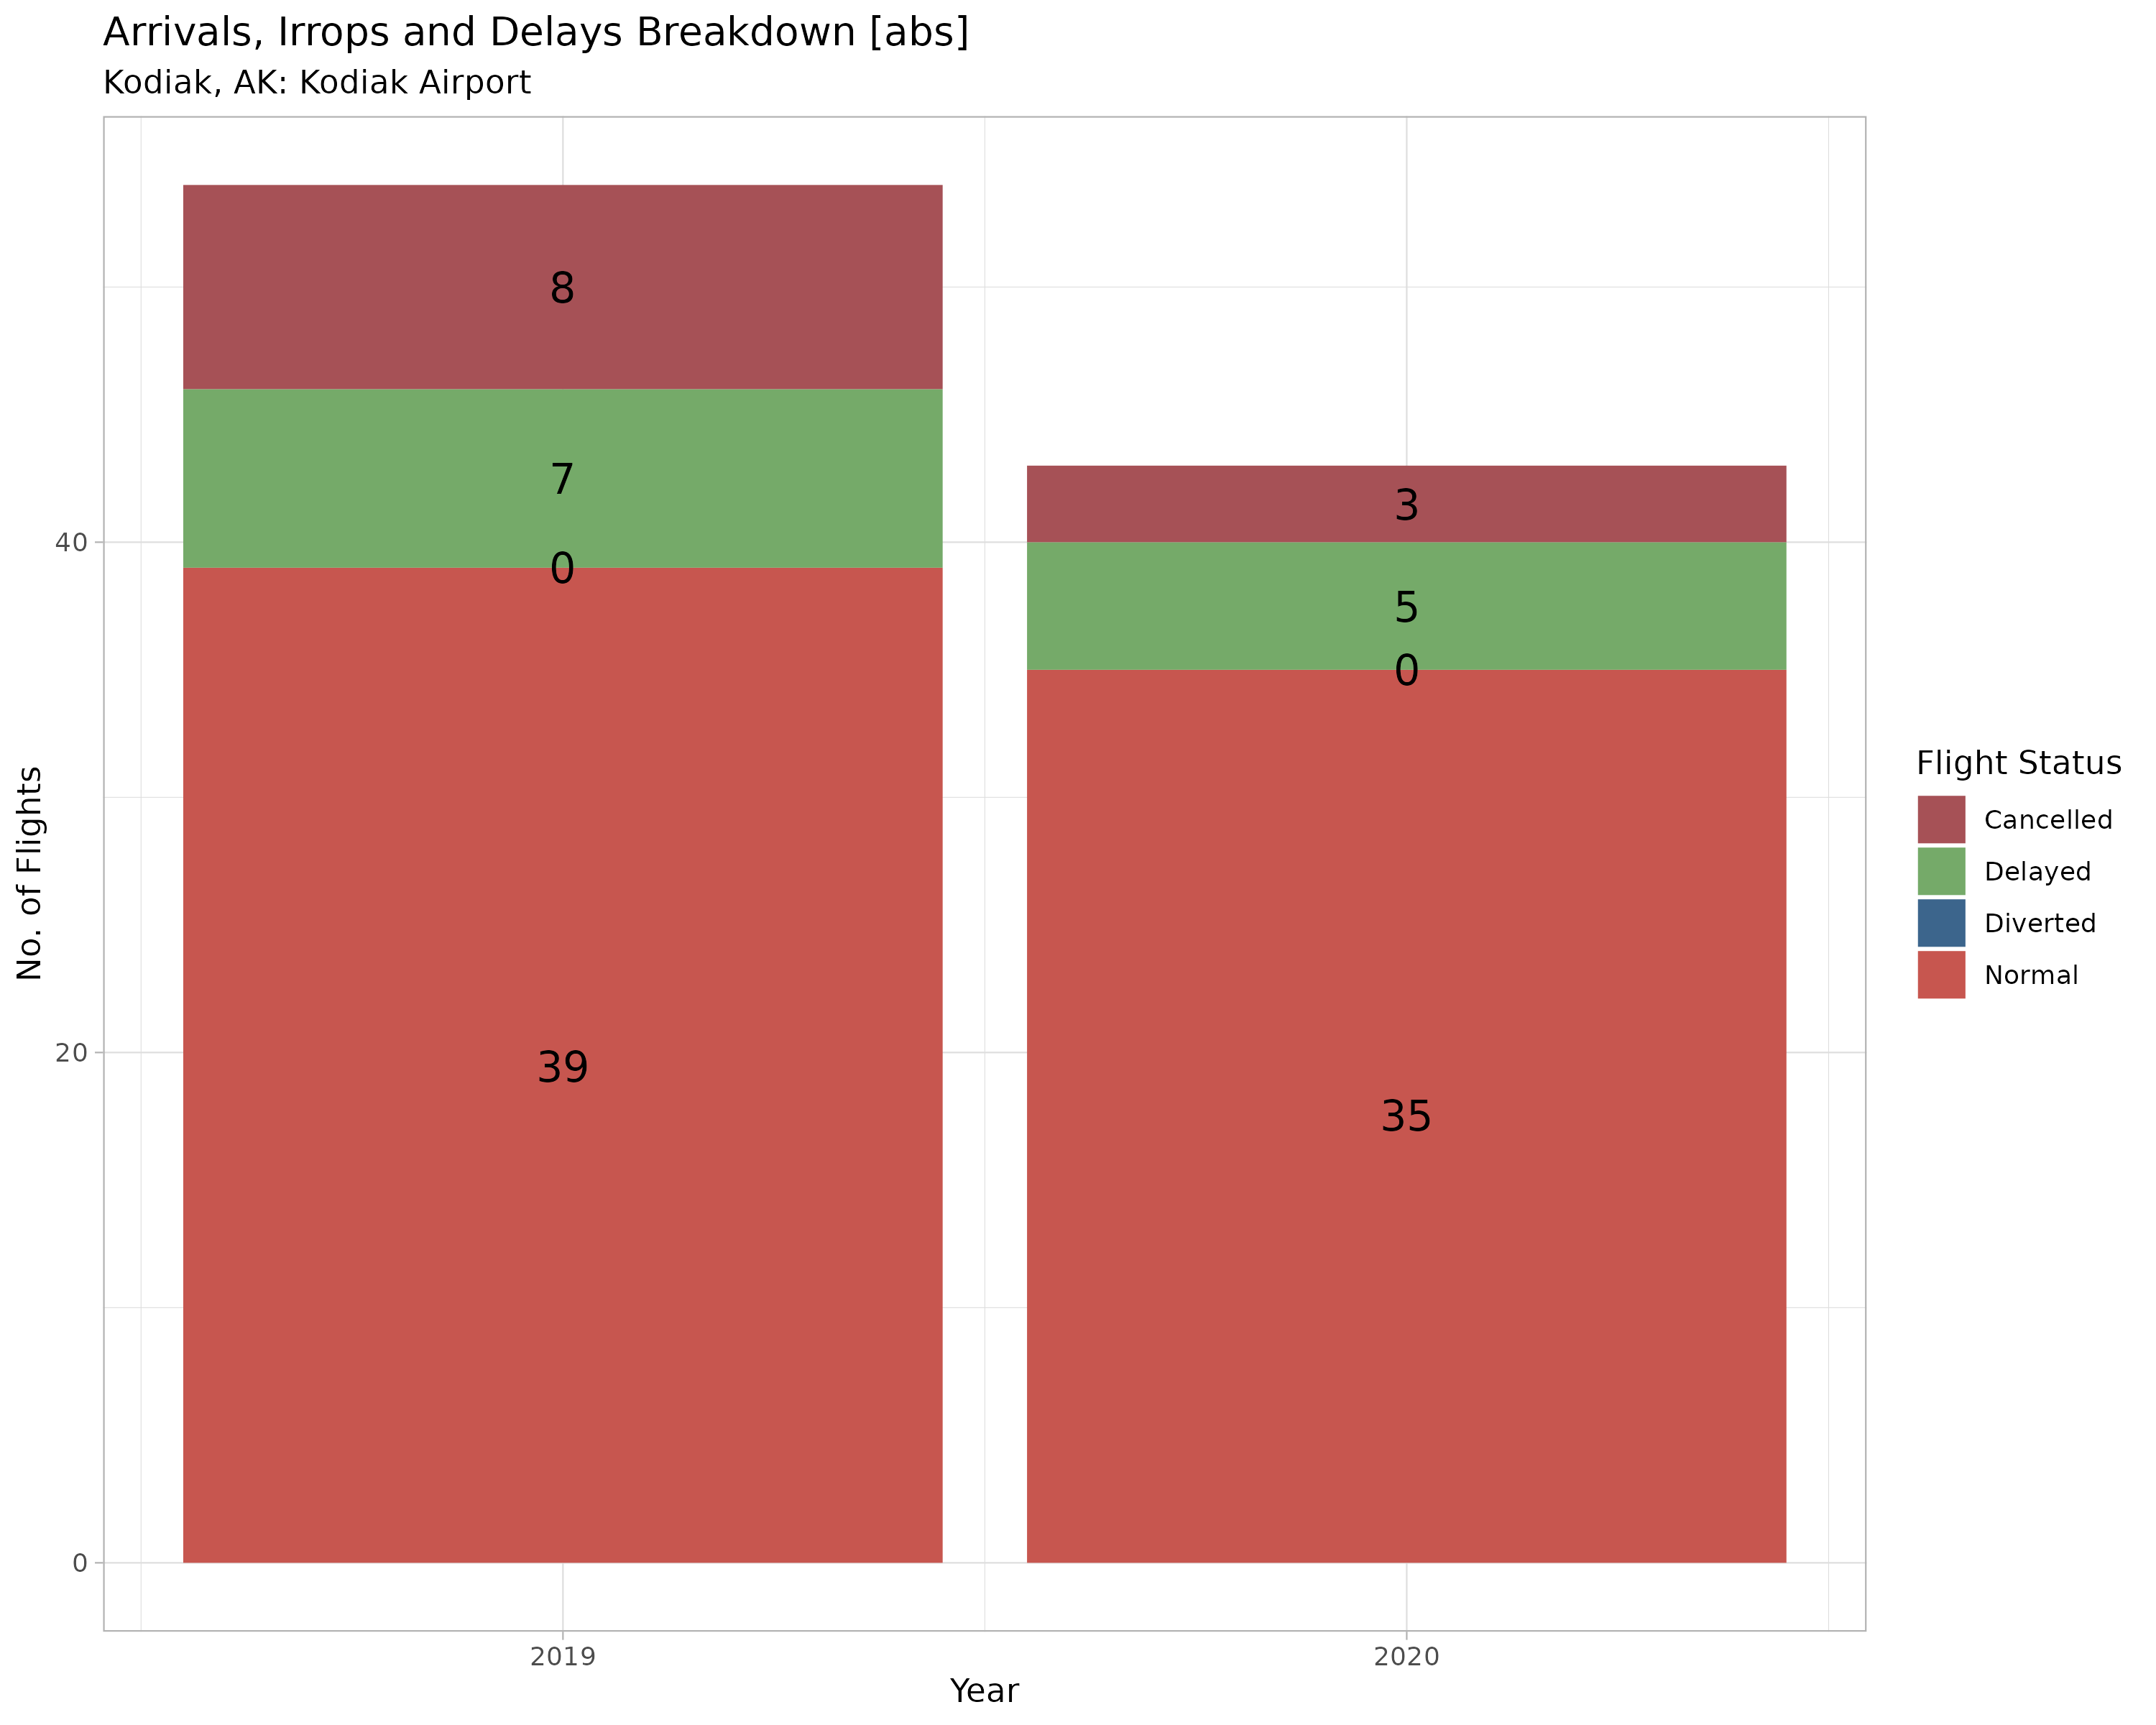 Arrivals, Irrops and Delays Breakdown [abs]
Kodiak, AK: Kodiak Airport
No. of Flights
40
20
0
8
7
0
39
3
5
0
35
2019
2020
Year
Flight Status
Cancelled
Delayed
Diverted
Normal